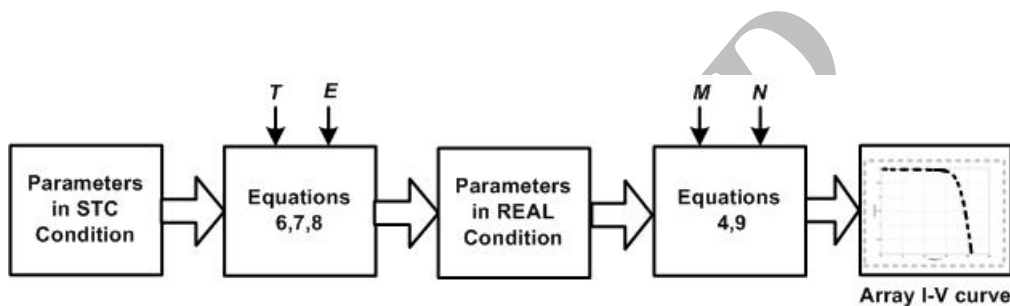 T E M N
Parameters
in STC
Condition
Equations
6,7,8
Parameters
in REAL
Condition
Equations
4,9
Array I-V curve